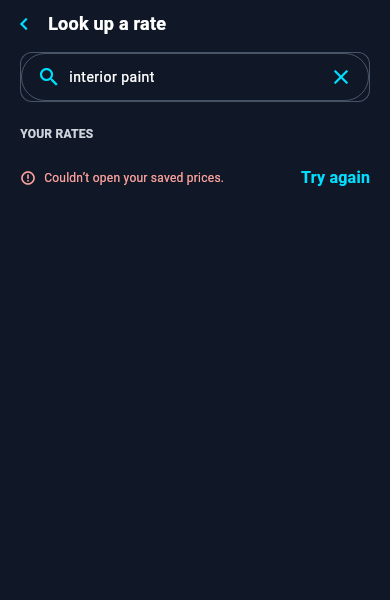 Look up a rate
interior paint
YOUR RATES
Couldn't open your saved prices.
Try again